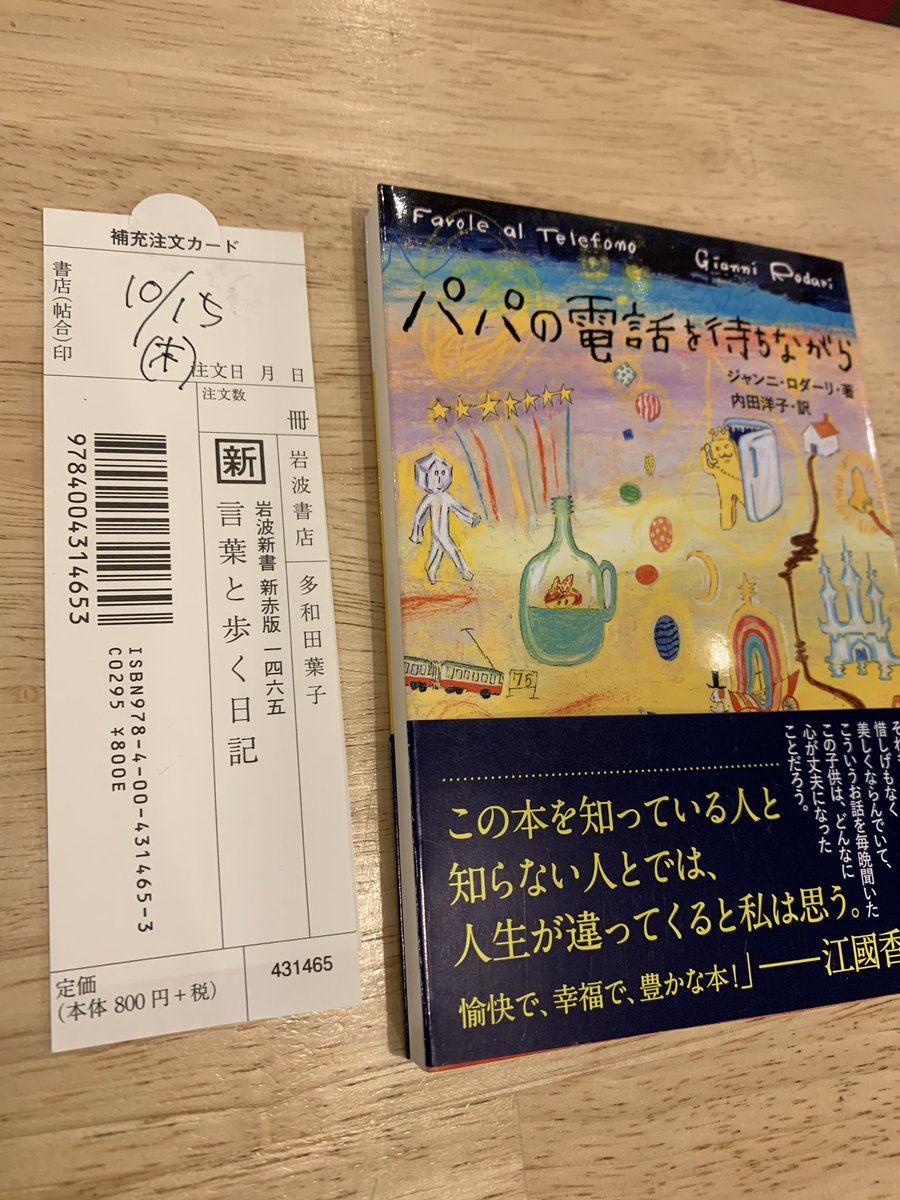 補充注文カード
書店(帖合)印
10/15
(木)
注文日 月 日
注文数
冊
岩波書店
多和田葉子
新
岩波新書 新赤版 一四六五
言葉と歩く日記
9784004314653
ISBN978-4-00-431465-3
C0295 ¥800E
定価
(本体 800 円+税)
431465
Favole al Telefono
Gianni Rodari
パパの電話を待ちながら
ジャンニ・ロダーリ・著
内田洋子・訳
75
惜しげもなく
美しくならんでいて、
こういうお話を毎晩聞いた
この子供は、どんなに
心が丈夫になった
ことだろう。
この本を知っている人と
知らない人とでは、
人生が違ってくると私は思う。
愉快で、幸福で、豊かな本!」——江國香